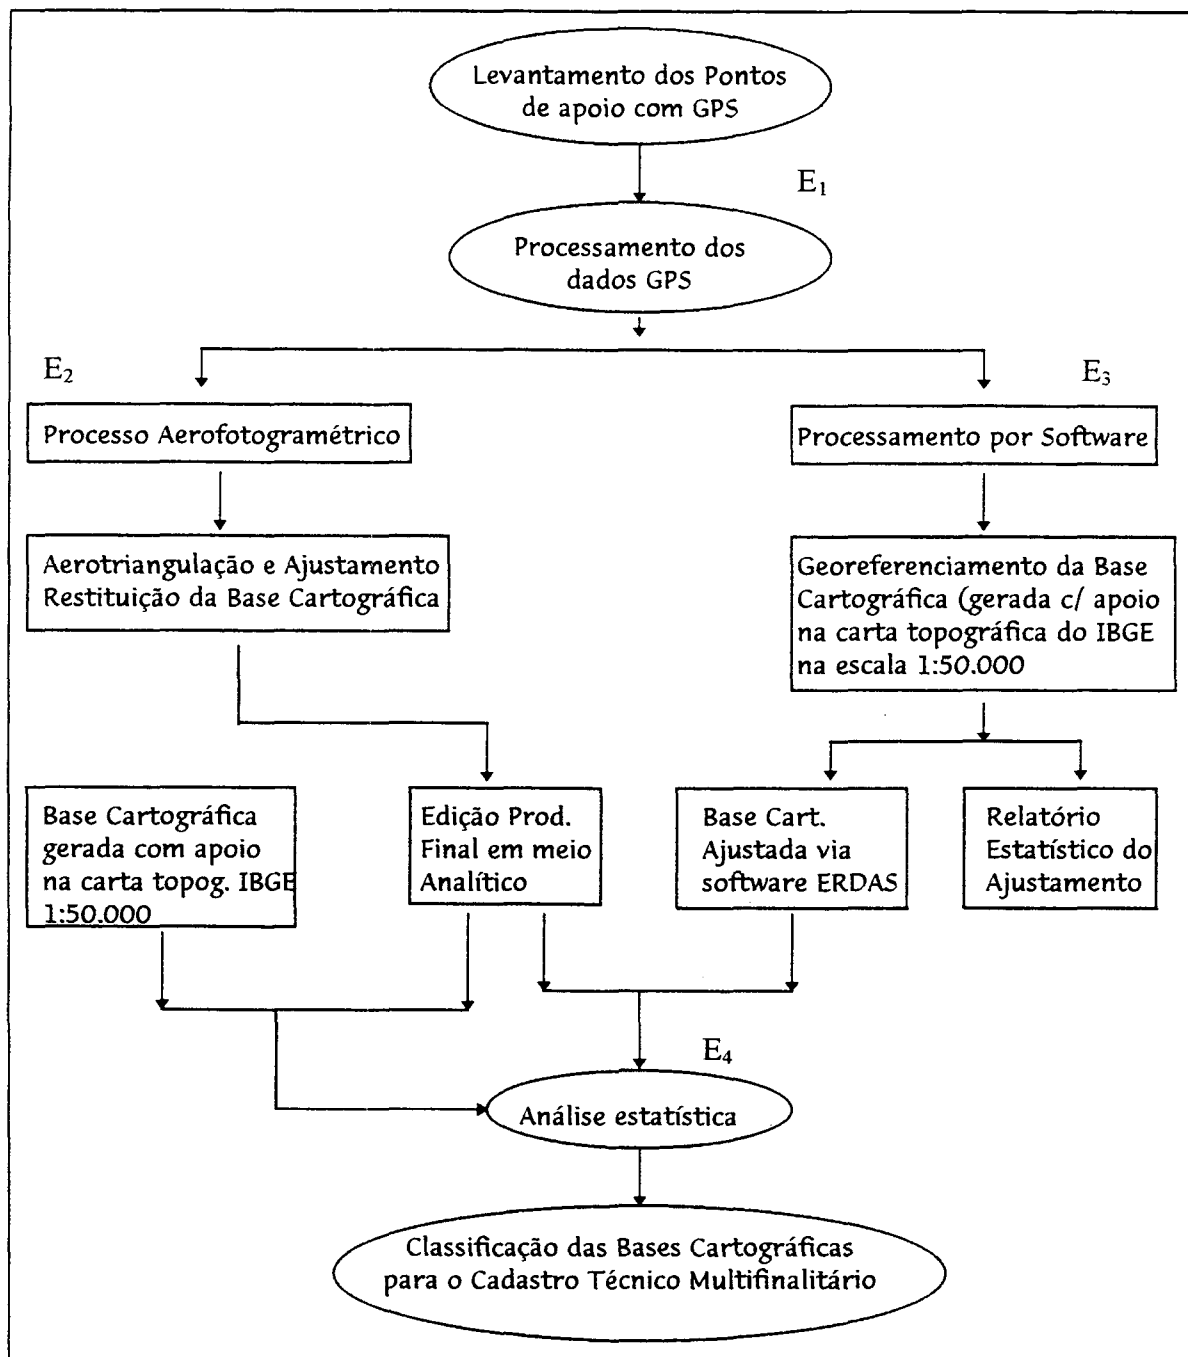 Levantamento dos Pontos
de apoio com GPS
E₁
Processamento dos
dados GPS
E₂
E₃
Processo Aerofotogramétrico
Processamento por Software
Aerotriangulação e Ajustamento
Restituição da Base Cartográfica
Georeferenciamento da Base
Cartográfica (gerada c/ apoio
na carta topográfica do IBGE
na escala 1:50.000
Base Cartográfica
gerada com apoio
na carta topog. IBGE
1:50.000
Edição Prod.
Final em meio
Analítico
Base Cart.
Ajustada via
software ERDAS
Relatório
Estatístico do
Ajustamento
E₄
Análise estatística
Classificação das Bases Cartográficas
para o Cadastro Técnico Multifinalitário